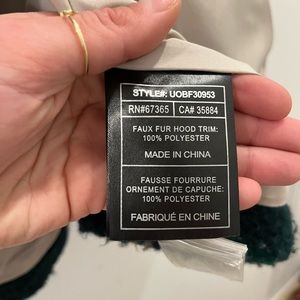 STYLE#: UOBF30953
RN#67365 CA# 35884
FAUX FUR HOOD TRIM:
100% POLYESTER
MADE IN CHINA
FAUSSE FOURRURE
ORNEMENT DE CAPUCHE:
100% POLYESTER
FABRIQUÉ EN CHINE